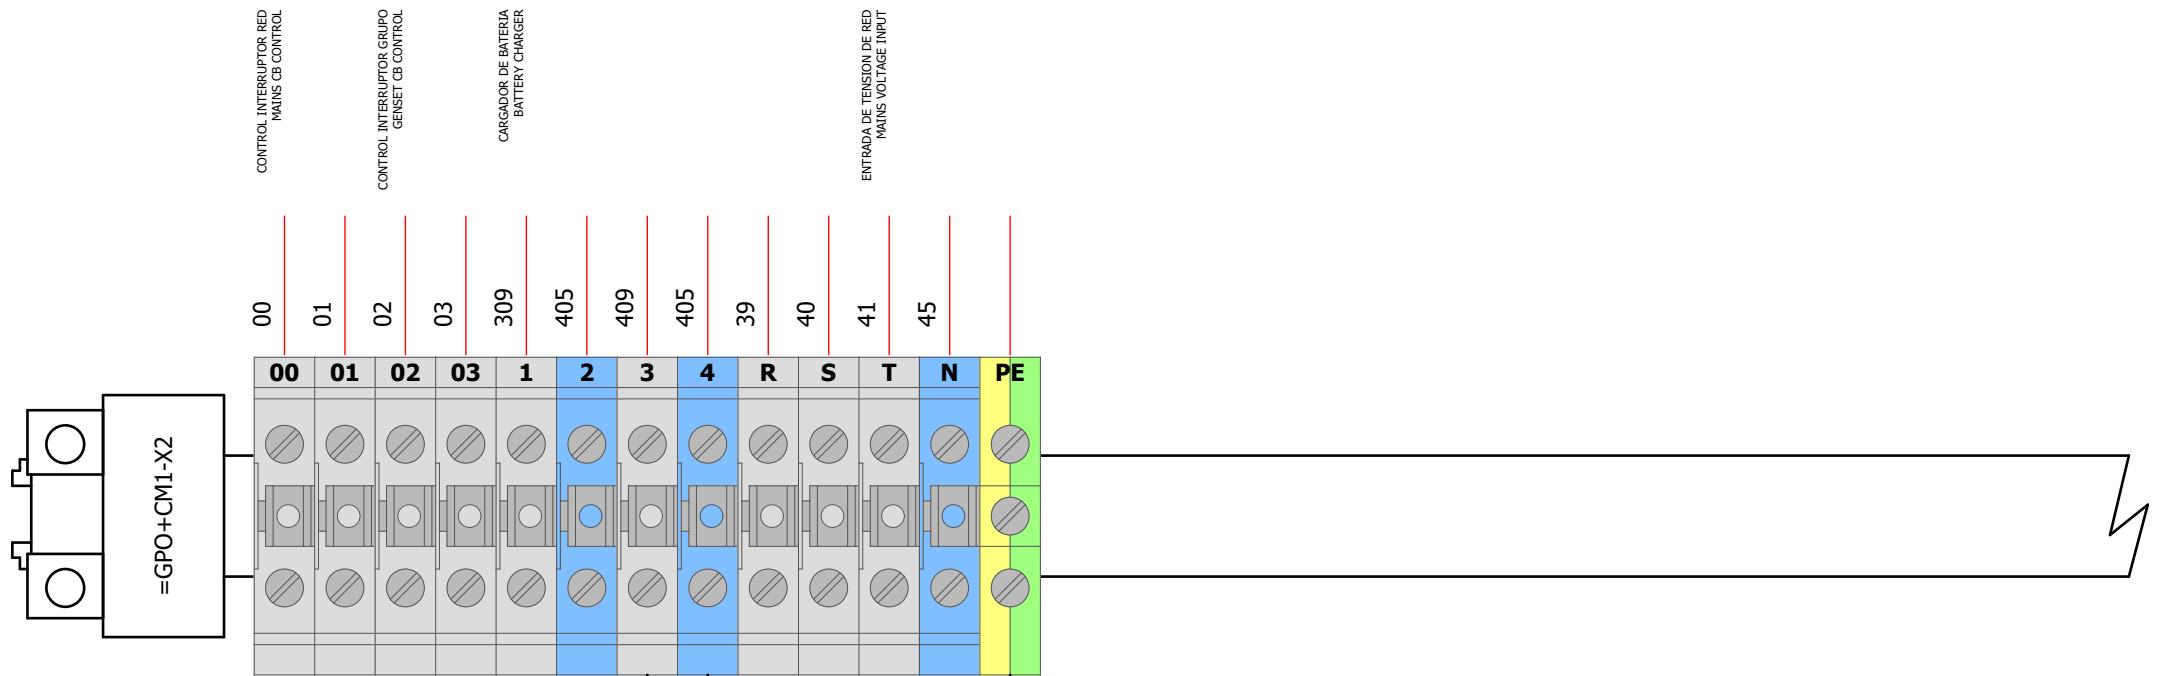 CONTROL INTERRUPTOR RED
MAINS CB CONTROL
CONTROL INTERRUPTOR GRUPO
GENSET CB CONTROL
CARGADOR DE BATERIA
BATTERY CHARGER
ENTRADA DE TENSION DE RED
MAINS VOLTAGE INPUT
00 01 02 03 309 405 409 405 39 40 41 45
00 01 02 03 1 2 3 4 R S T N PE
=GPO+CM1-X2